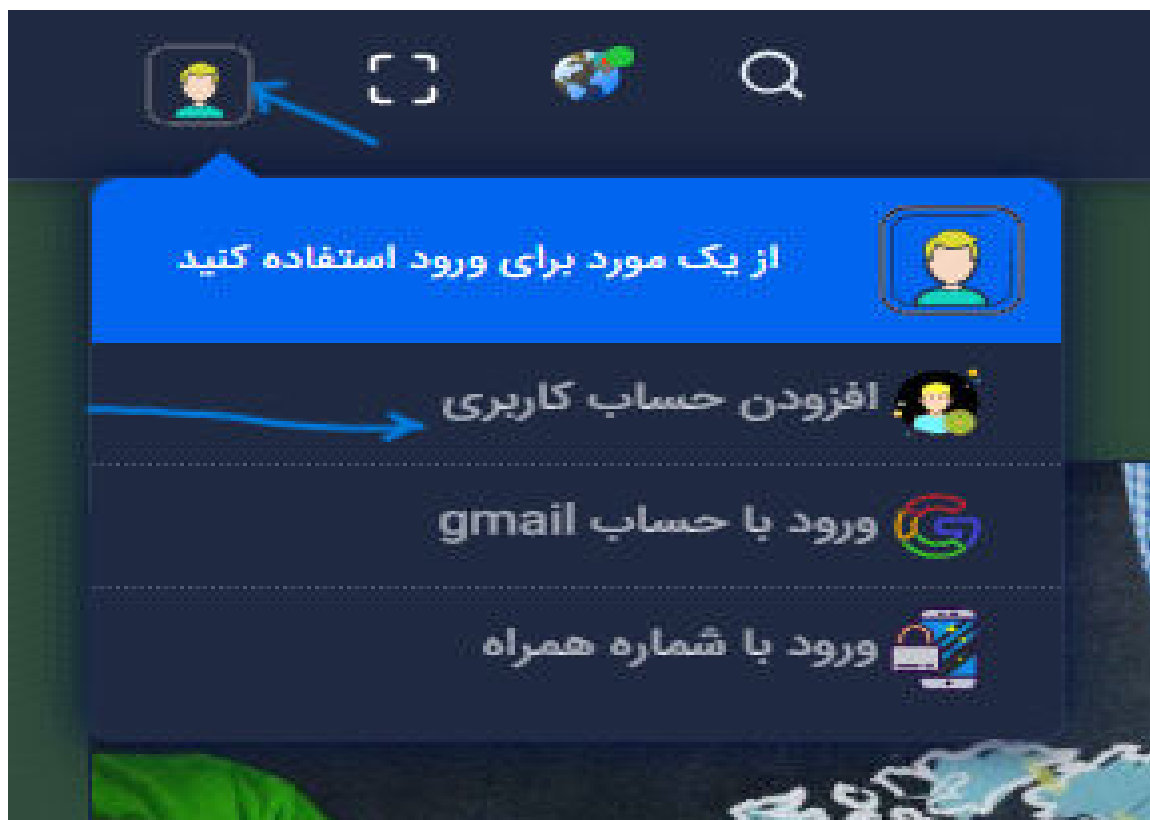 از یک مورد برای ورود استفاده کنید
افزودن حساب کاربری
ورود با حساب gmail
ورود با شماره همراه